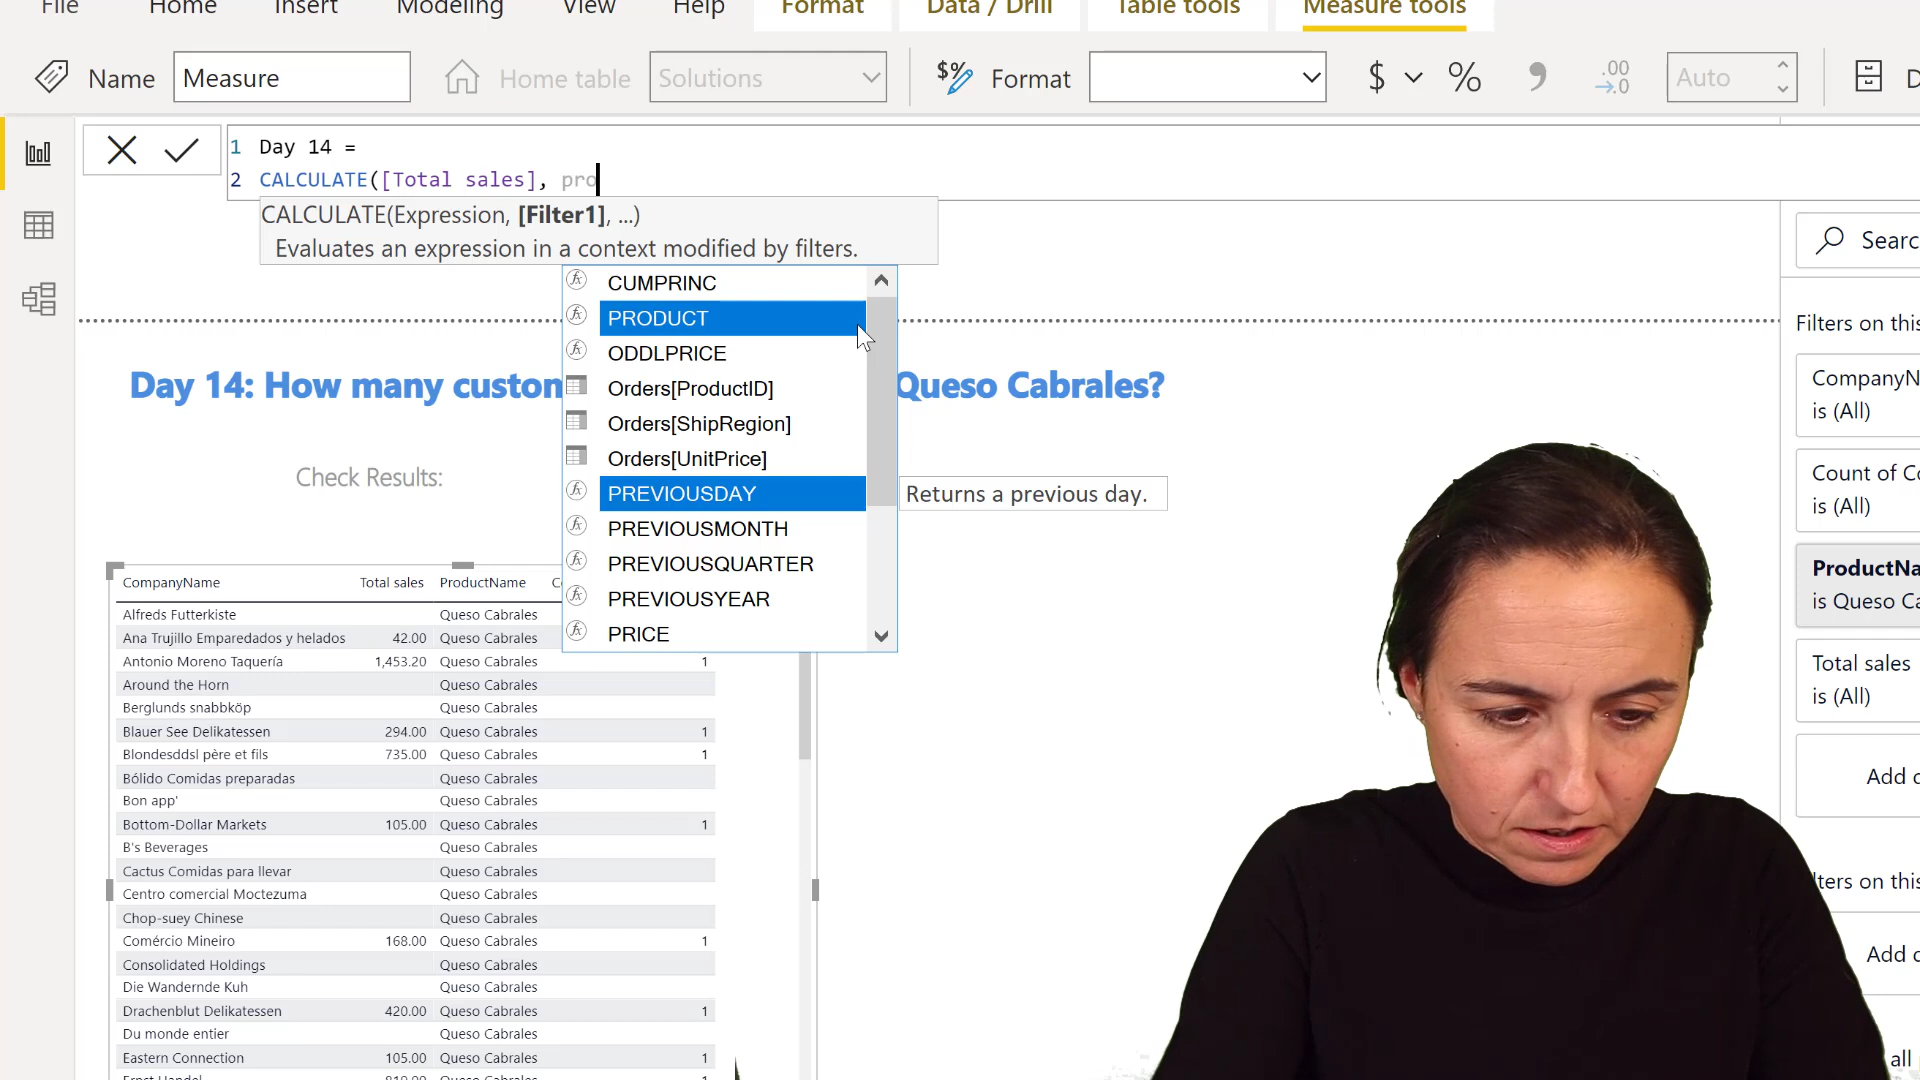 File Home Insert Modeling View Help Format Data / Drill Table tools Measure tools
Name Measure Home table Solutions Format $ % Auto
1 Day 14 =
2 CALCULATE([Total sales], pro
CALCULATE(Expression, [Filter1], ...)
Evaluates an expression in a context modified by filters.
CUMPRINC
PRODUCT
ODDLPRICE
Orders[ProductID]
Orders[ShipRegion]
Orders[UnitPrice]
PREVIOUSDAY Returns a previous day.
PREVIOUSMONTH
PREVIOUSQUARTER
PREVIOUSYEAR
PRICE
Day 14: How many custom Queso Cabrales?
Check Results:
CompanyName Total sales ProductName
Alfreds Futterkiste Queso Cabrales
Ana Trujillo Emparedados y helados 42.00 Queso Cabrales
Antonio Moreno Taquería 1,453.20 Queso Cabrales 1
Around the Horn Queso Cabrales
Berglunds snabbköp Queso Cabrales
Blauer See Delikatessen 294.00 Queso Cabrales 1
Blondesddsl père et fils 735.00 Queso Cabrales 1
Bólido Comidas preparadas Queso Cabrales
Bon app' Queso Cabrales
Bottom-Dollar Markets 105.00 Queso Cabrales 1
B's Beverages Queso Cabrales
Cactus Comidas para llevar Queso Cabrales
Centro comercial Moctezuma Queso Cabrales
Chop-suey Chinese Queso Cabrales
Comércio Mineiro 168.00 Queso Cabrales 1
Consolidated Holdings Queso Cabrales
Die Wandernde Kuh Queso Cabrales
Drachenblut Delikatessen 420.00 Queso Cabrales 1
Du monde entier Queso Cabrales
Eastern Connection 105.00 Queso Cabrales 1
Searc
Filters on this
CompanyN
is (All)
Count of Co
is (All)
ProductNa
is Queso Ca
Total sales
is (All)
Add
lters on this
Add
all